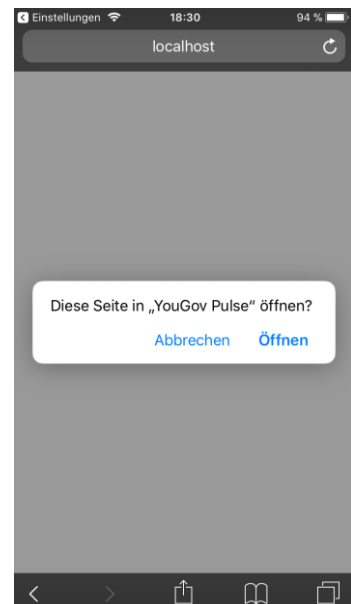 Einstellungen 18:30 94 %
localhost
Diese Seite in „YouGov Pulse“ öffnen?
Abbrechen Öffnen